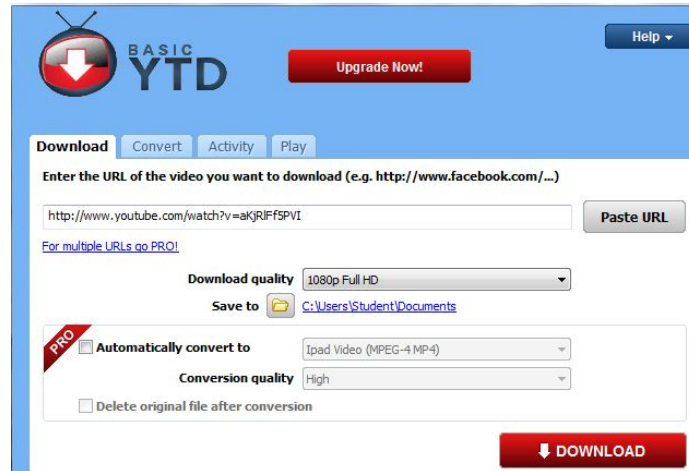 BASIC
YTD
Upgrade Now!
Help
Download Convert Activity Play
Enter the URL of the video you want to download (e.g. http://www.facebook.com/...)
http://www.youtube.com/watch?v=aKjRlFf5PVI
Paste URL
For multiple URLs go PRO!
Download quality 1080p Full HD
Save to C:\Users\Student\Documents
PRO
Automatically convert to Ipad Video (MPEG-4 MP4)
Conversion quality High
Delete original file after conversion
DOWNLOAD